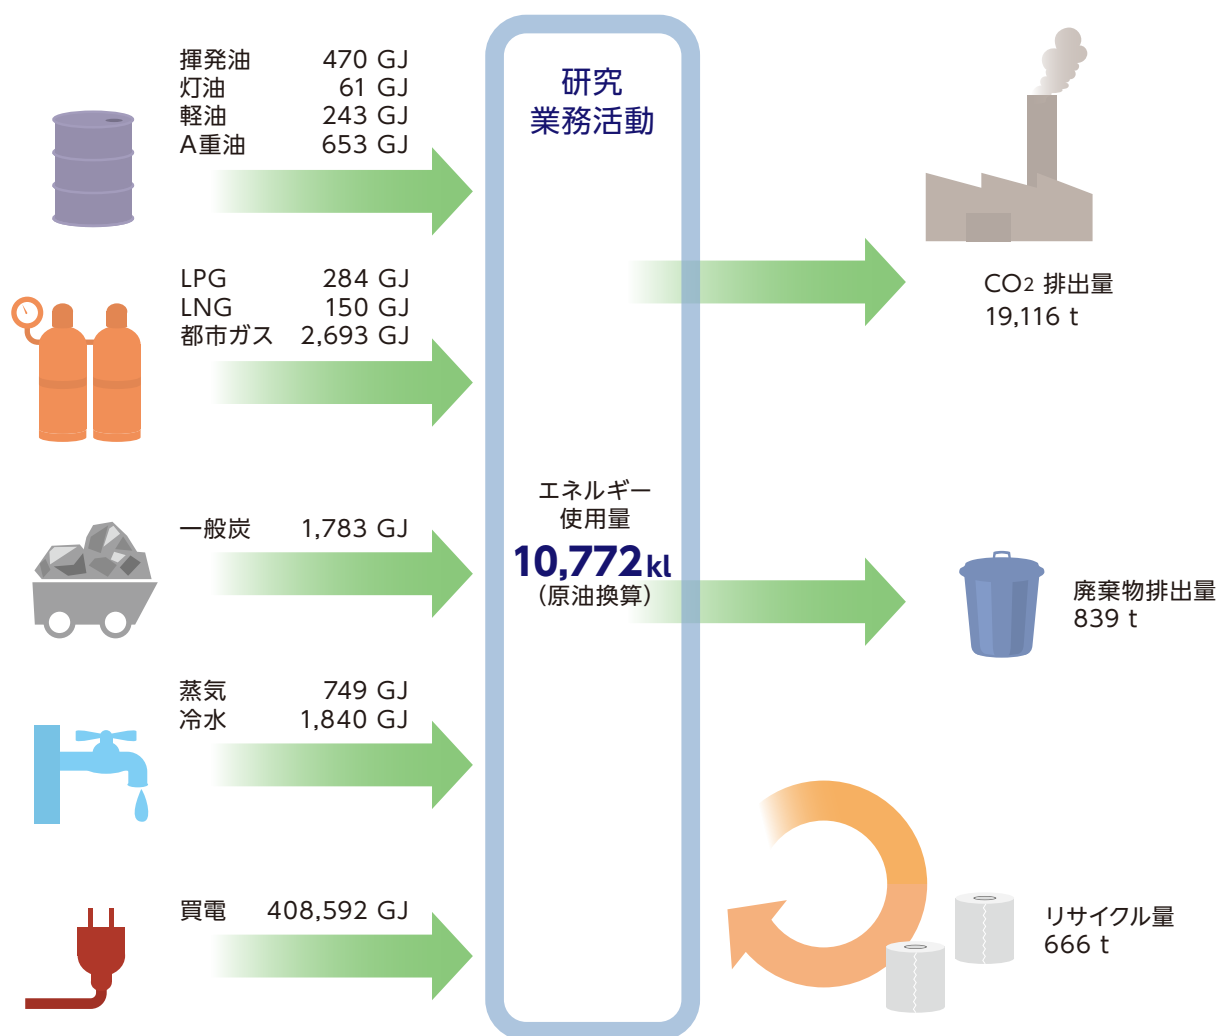 揮発油 470 GJ
灯油 61 GJ
軽油 243 GJ
A重油 653 GJ
LPG 284 GJ
LNG 150 GJ
都市ガス 2,693 GJ
一般炭 1,783 GJ
蒸気 749 GJ
冷水 1,840 GJ
買電 408,592 GJ
研究
業務活動
エネルギー
使用量
10,772kl
(原油換算)
CO2 排出量
19,116 t
廃棄物排出量
839 t
リサイクル量
666 t